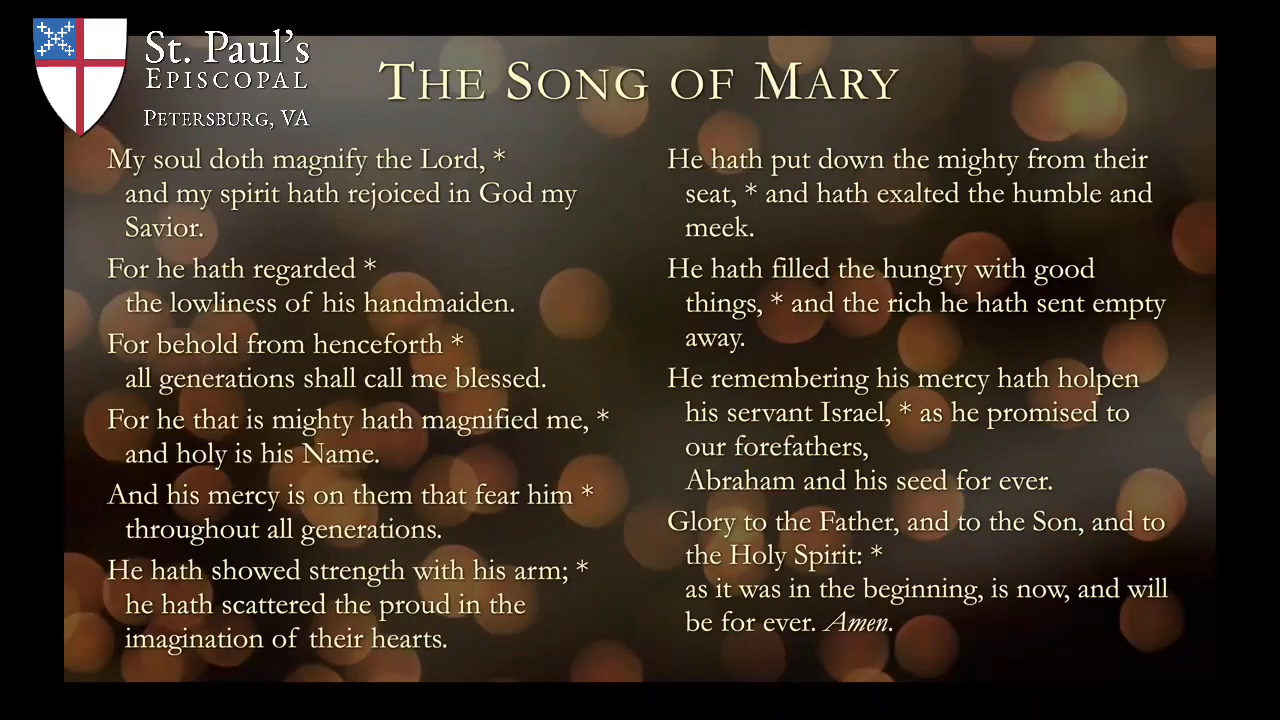 St. Paul's
Episcopal
Petersburg, VA
The Song of Mary
My soul doth magnify the Lord, *
and my spirit hath rejoiced in God my
Savior.
For he hath regarded *
the lowliness of his handmaiden.
For behold from henceforth *
all generations shall call me blessed.
For he that is mighty hath magnified me, *
and holy is his Name.
And his mercy is on them that fear him *
throughout all generations.
He hath showed strength with his arm; *
he hath scattered the proud in the
imagination of their hearts.
He hath put down the mighty from their
seat, * and hath exalted the humble and
meek.
He hath filled the hungry with good
things, * and the rich he hath sent empty
away.
He remembering his mercy hath holpen
his servant Israel, * as he promised to
our forefathers,
Abraham and his seed for ever.
Glory to the Father, and to the Son, and to
the Holy Spirit: *
as it was in the beginning, is now, and will
be for ever. Amen.